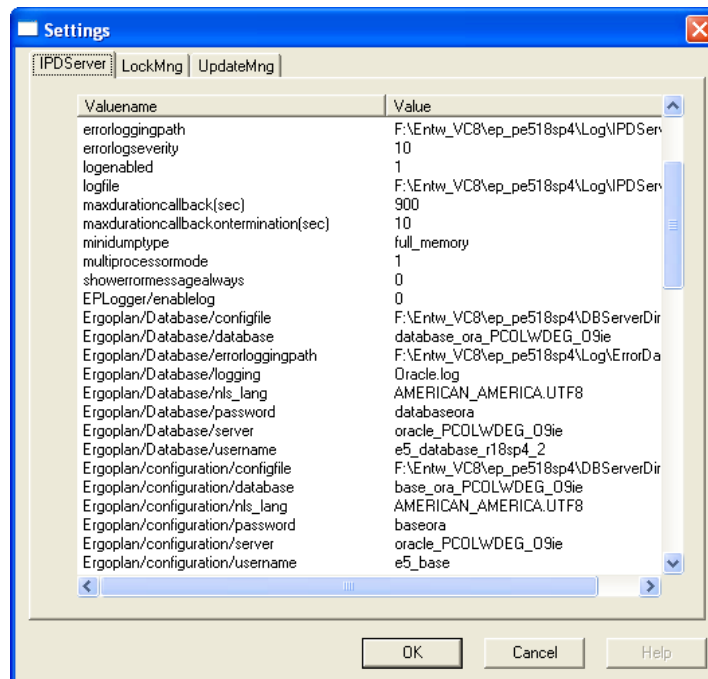 Settings
IPDServer LockMng UpdateMng
Valuename Value
errorloggingpath F:\Entw_VC8\ep_pe518sp4\Log\IPDSer
errorlogseverity 10
logenabled 1
logfile F:\Entw_VC8\ep_pe518sp4\Log\IPDSer
maxdurationcallback(sec) 900
maxdurationcallbackontermination(sec) 10
minidumptype full_memory
multiprocessormode 1
showerrormessagealways 0
EPLogger/enablelog 0
Ergoplan/Database/configfile F:\Entw_VC8\ep_pe518sp4\DBServerDir
Ergoplan/Database/database database_ora_PCOLWDEG_O9ie
Ergoplan/Database/errorloggingpath F:\Entw_VC8\ep_pe518sp4\Log\ErrorDa
Ergoplan/Database/logging Oracle.log
Ergoplan/Database/nls_lang AMERICAN_AMERICA.UTF8
Ergoplan/Database/password databaseora
Ergoplan/Database/server oracle_PCOLWDEG_O9ie
Ergoplan/Database/username e5_database_r18sp4_2
Ergoplan/configuration/configfile F:\Entw_VC8\ep_pe518sp4\DBServerDir
Ergoplan/configuration/database base_ora_PCOLWDEG_O9ie
Ergoplan/configuration/nls_lang AMERICAN_AMERICA.UTF8
Ergoplan/configuration/password baseora
Ergoplan/configuration/server oracle_PCOLWDEG_O9ie
Ergoplan/configuration/username e5_base
OK Cancel Help